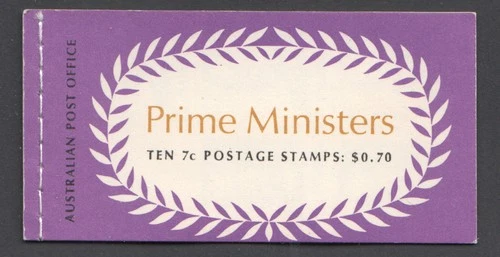 AUSTRALIAN POST OFFICE
Prime Ministers
TEN 7c POSTAGE STAMPS: $0.70